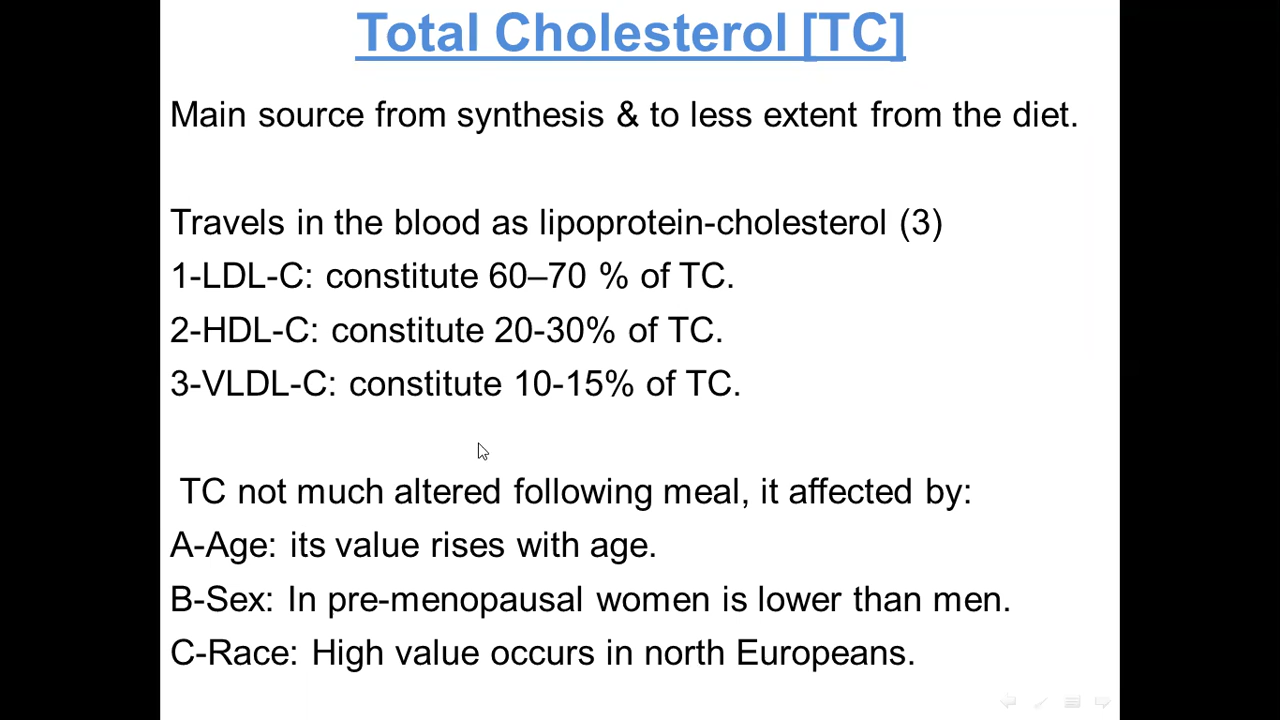 Total Cholesterol [TC]
Main source from synthesis & to less extent from the diet.
Travels in the blood as lipoprotein-cholesterol (3)
1-LDL-C: constitute 60–70 % of TC.
2-HDL-C: constitute 20-30% of TC.
3-VLDL-C: constitute 10-15% of TC.
TC not much altered following meal, it affected by:
A-Age: its value rises with age.
B-Sex: In pre-menopausal women is lower than men.
C-Race: High value occurs in north Europeans.